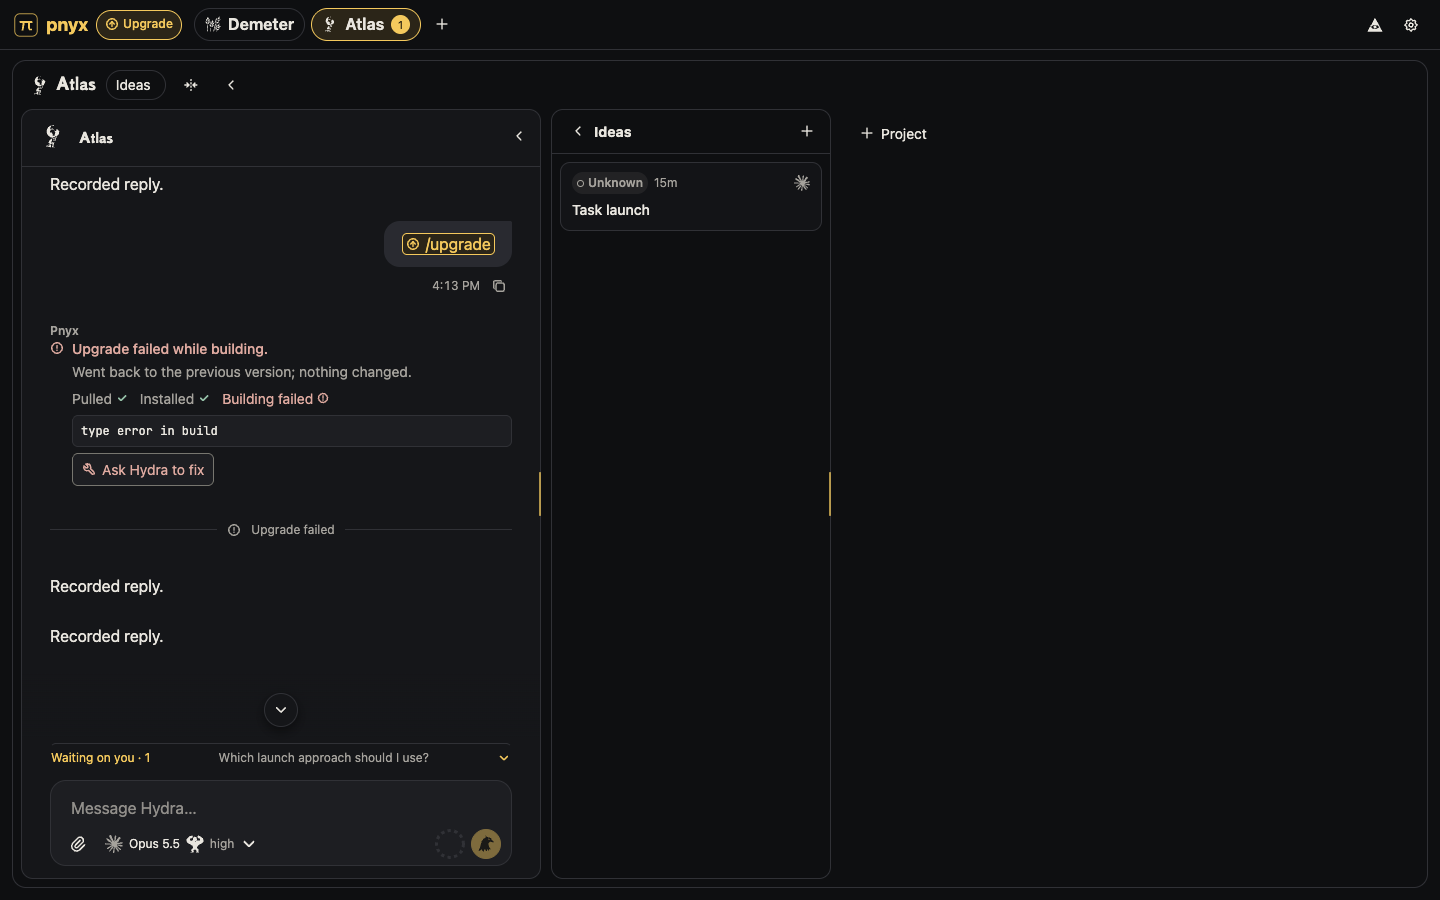 π pnyx
Upgrade
Demeter
Atlas 1
Atlas
Ideas
Atlas
Recorded reply.
/upgrade
4:13 PM
Pnyx
Upgrade failed while building.
Went back to the previous version; nothing changed.
Pulled Installed Building failed
type error in build
Ask Hydra to fix
Upgrade failed
Recorded reply.
Recorded reply.
Waiting on you · 1 Which launch approach should I use?
Message Hydra...
Opus 5.5 high
Ideas
Unknown 15m
Task launch
Project